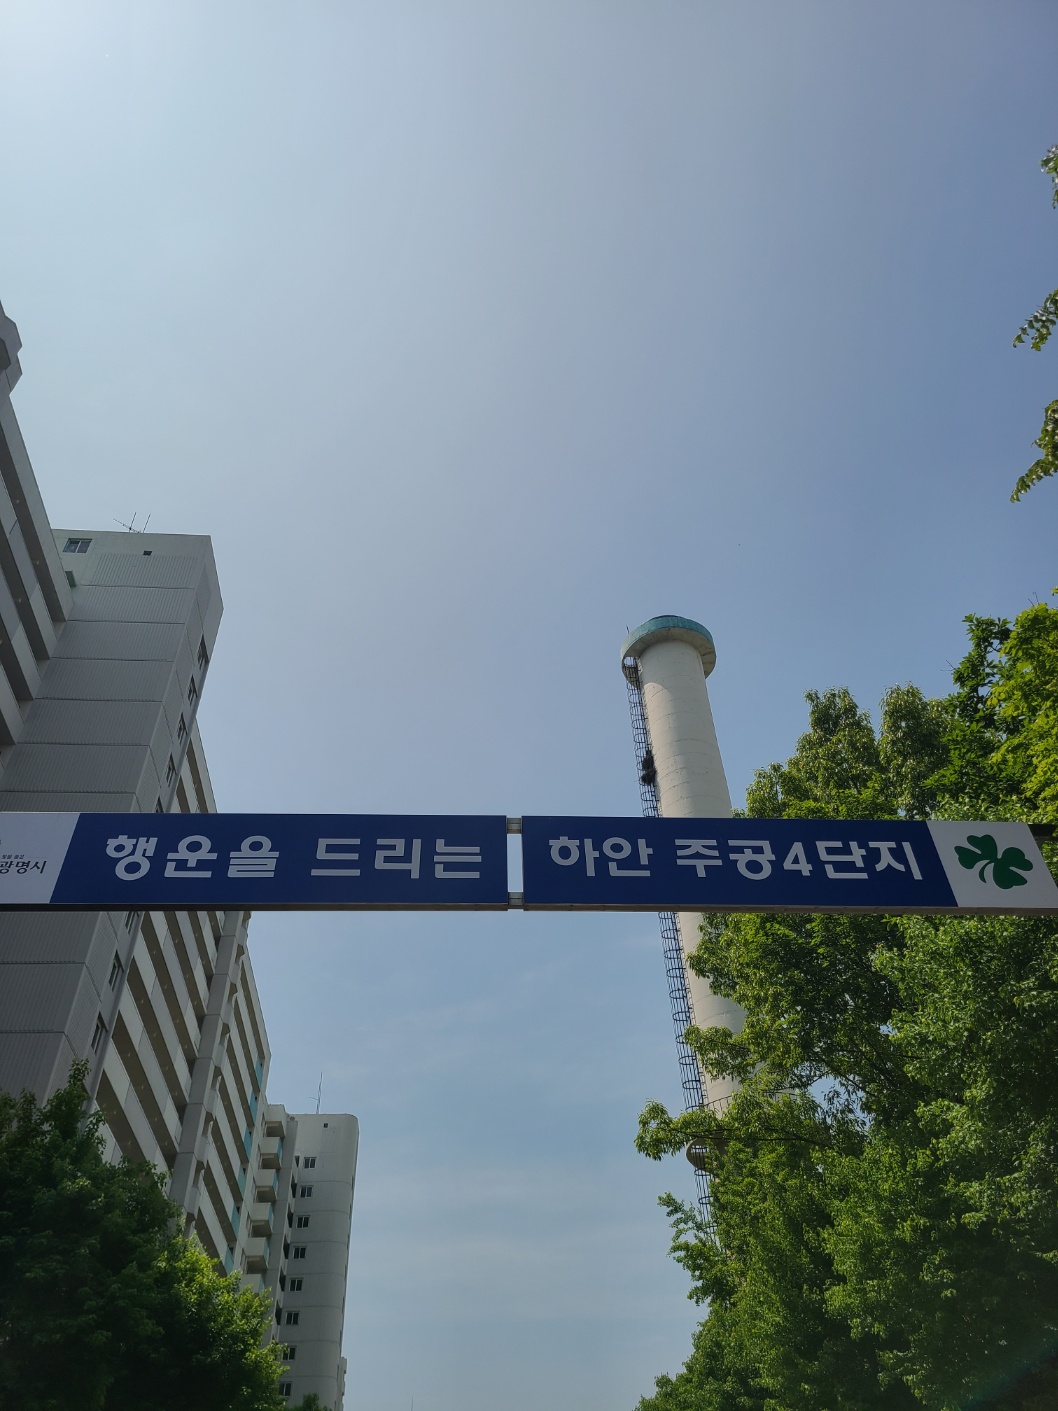 광명시
행운을 드리는 하안 주공4단지